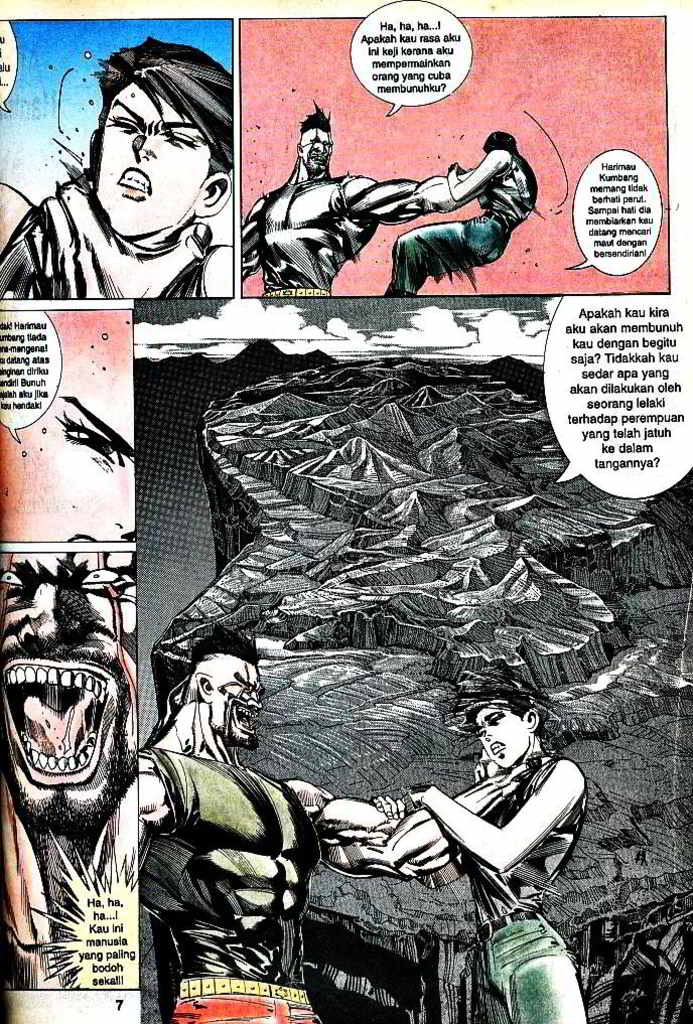 Ha, ha, ha...!
Apakah kau rasa aku
ini keji kerana aku
mempermainkan
orang yang cuba
membunuhku?
Harimau
Kumbang
memang tidak
berhati perut.
Sampai hati dia
membiarkan kau
datang mencari
maut dengan
bersendirian!
Harimau
tiada
datang atas
diriku
Bunuh
aku jika
kau hendak!
Apakah kau kira
aku akan membunuh
kau dengan begitu
saja? Tidakkah kau
sedar apa yang
akan dilakukan oleh
seorang lelaki
terhadap perempuan
yang telah jatuh
ke dalam
tangannya?
Ha, ha,
ha...!
Kau ini
manusia
yang paling
bodoh
sekali!
7